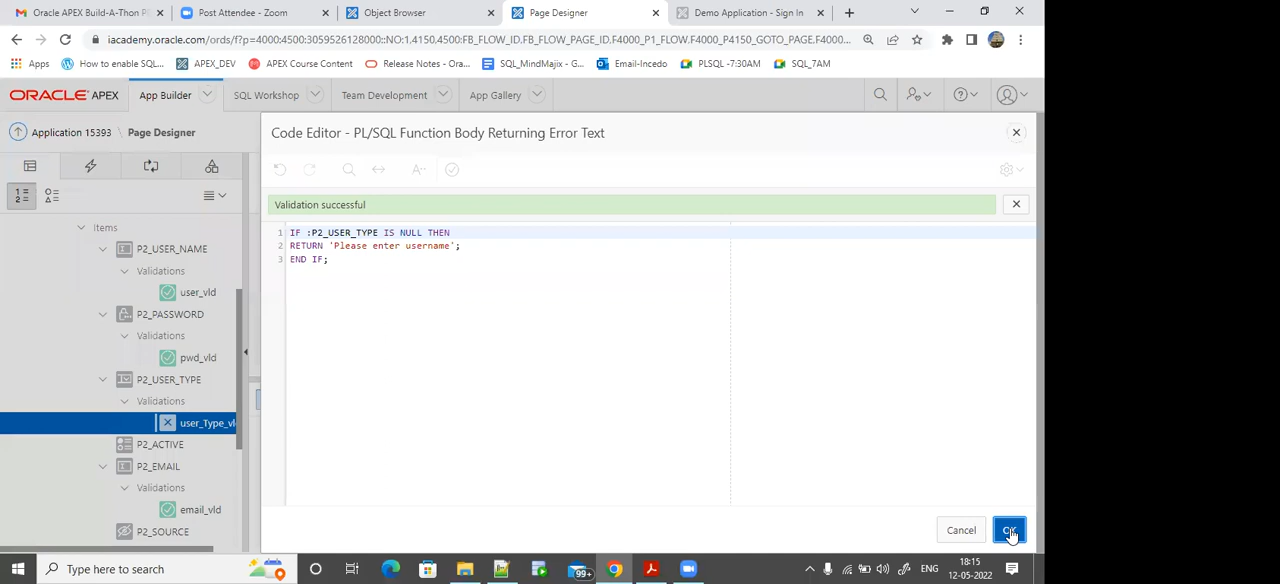 Oracle APEX Build-A-Thon P
Post Attendee - Zoom
Object Browser
Page Designer
Demo Application - Sign In
iacademy.oracle.com/ords/f?p=4000:4500:3059526128000::NO:1,4150,4500:FB_FLOW_ID,FB_FLOW_PAGE_ID,F4000_P1_FLOW,F4000_P4150_GOTO_PAGE,F4000...
Apps
How to enable SQL...
APEX_DEV
APEX Course Content
Release Notes - Ora...
SQL_MindMajix - G...
Email-Incedo
PLSQL -7:30AM
SQL_7AM
ORACLE APEX
App Builder
SQL Workshop
Team Development
App Gallery
Application 15393 \ Page Designer
Code Editor - PL/SQL Function Body Returning Error Text
Validation successful
1 IF :P2_USER_TYPE IS NULL THEN
2 RETURN 'Please enter username';
3 END IF;
Items
P2_USER_NAME
Validations
user_vld
P2_PASSWORD
Validations
pwd_vld
P2_USER_TYPE
Validations
user_Type_vl
P2_ACTIVE
P2_EMAIL
Validations
email_vld
P2_SOURCE
Cancel
OK
Type here to search
99+
ENG
18:15
12-05-2022